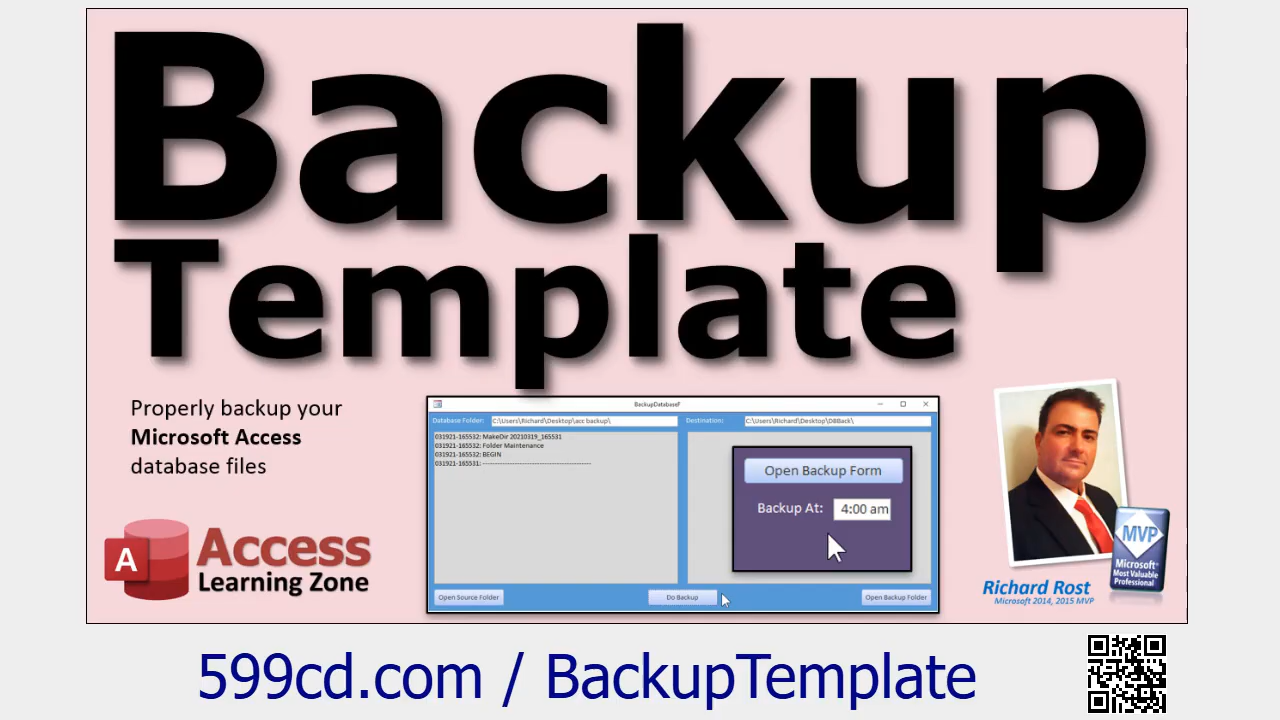 Backup
Template
Properly backup your
Microsoft Access
database files
A
Access
Learning Zone
BackupDatabaseF
Database Folder: C:\Users\Richard\Desktop\acc backup\
Destination: C:\Users\Richard\Desktop\DBBack\
031921-165532: MakeDir 20210319_165531
031921-165532: Folder Maintenance
031921-165532: BEGIN
031921-165531: ----------------------------------------
Open Backup Form
Backup At: 4:00 am
Open Source Folder
Do Backup
Open Backup Folder
MVP
Microsoft®
Most Valuable
Professional
Richard Rost
Microsoft 2014, 2015 MVP
599cd.com / BackupTemplate